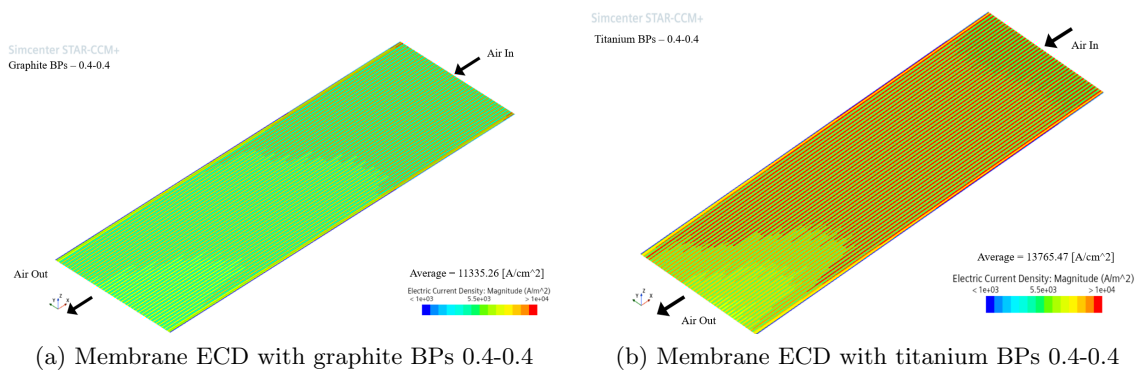 Simcenter STAR-CCM+
Graphite BPs – 0.4-0.4
Air In
Air Out
Average = 11335.26 [A/cm^2]
Electric Current Density: Magnitude (A/m^2)
< 1e+03 5.5e+03 > 1e+04
Z
Y X
(a) Membrane ECD with graphite BPs 0.4-0.4
Simcenter STAR-CCM+
Titanium BPs – 0.4-0.4
Air In
Air Out
Average = 13765.47 [A/cm^2]
Electric Current Density: Magnitude (A/m^2)
< 1e+03 5.5e+03 > 1e+04
Z
Y X
(b) Membrane ECD with titanium BPs 0.4-0.4